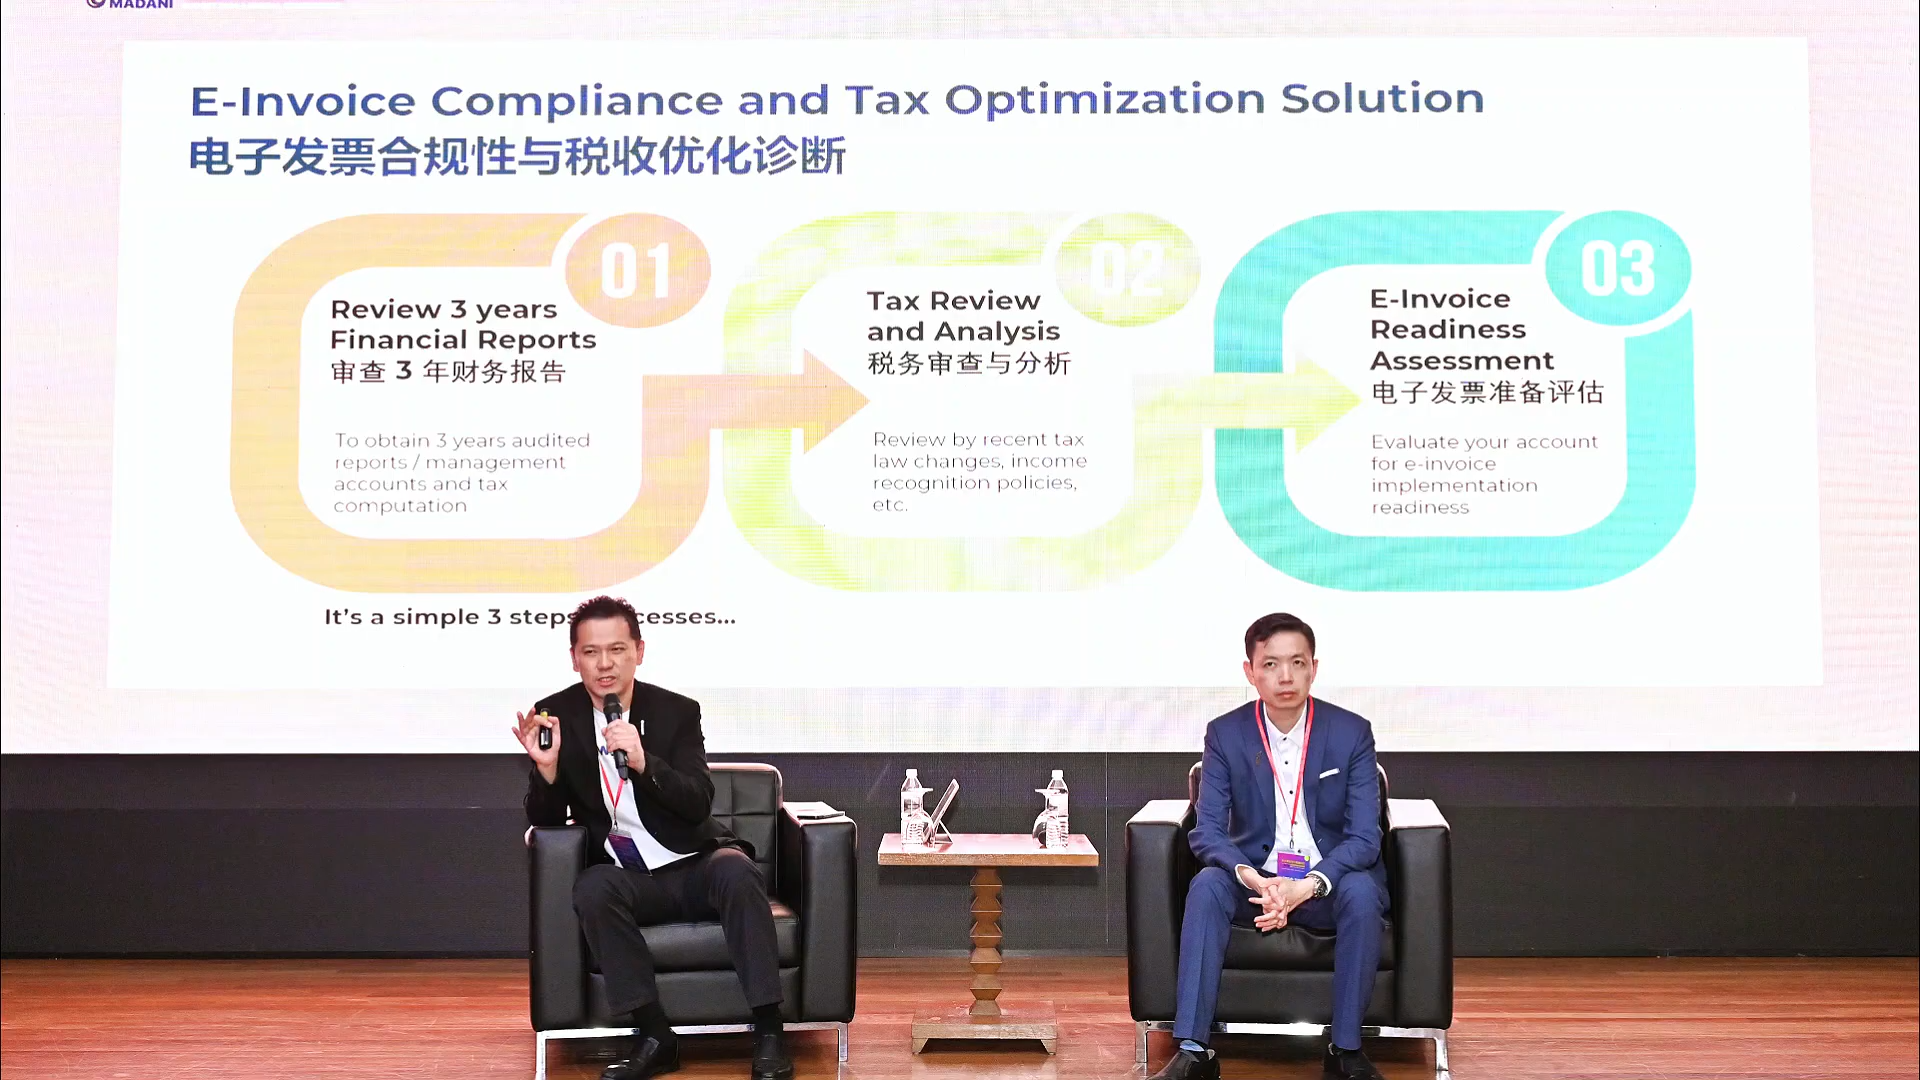 MADANI
E-Invoice Compliance and Tax Optimization Solution
电子发票合规性与税收优化诊断
01
Review 3 years
Financial Reports
审查 3 年财务报告
To obtain 3 years audited
reports / management
accounts and tax
computation
02
Tax Review
and Analysis
税务审查与分析
Review by recent tax
law changes, income
recognition policies,
etc.
03
E-Invoice
Readiness
Assessment
电子发票准备评估
Evaluate your account
for e-invoice
implementation
readiness
It's a simple 3 steps cesses...